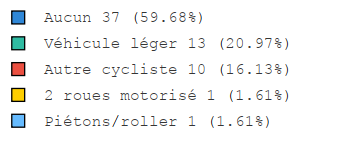 Aucun 37 (59.68%)
Véhicule léger 13 (20.97%)
Autre cycliste 10 (16.13%)
2 roues motorisé 1 (1.61%)
Piétons/roller 1 (1.61%)